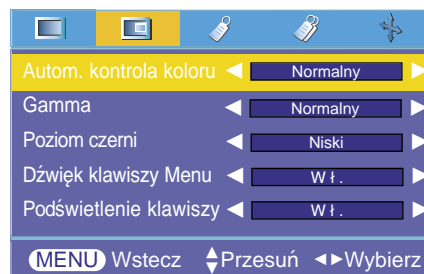 Autom. kontrola koloru Normalny
Gamma Normalny
Poziom czerni Niski
Dźwięk klawiszy Menu Wł.
Podświetlenie klawiszy Wł.
MENU Wstecz Przesuń Wybierz